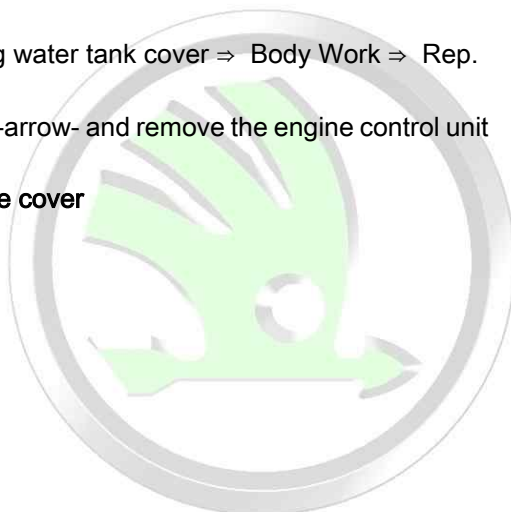 g water tank cover ⇒ Body Work ⇒ Rep.
-arrow- and remove the engine control unit
e cover